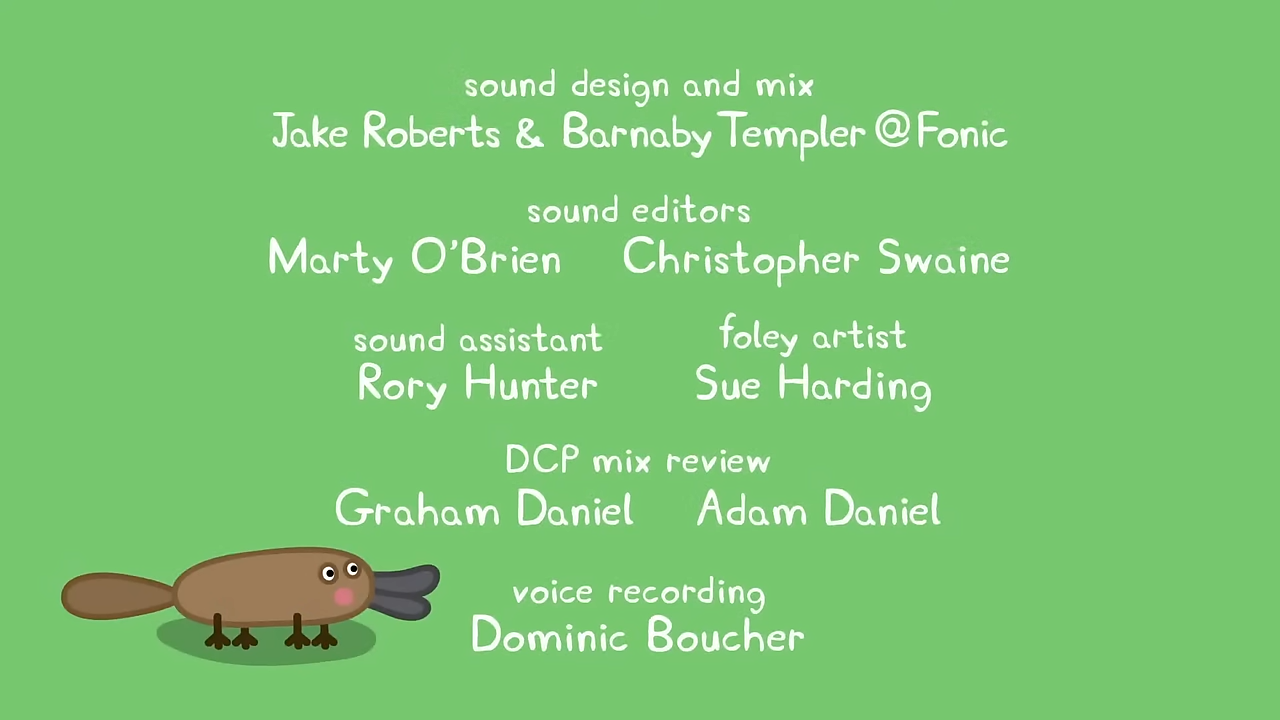 sound design and mix
Jake Roberts & Barnaby Templer @ Fonic
sound editors
Marty O'Brien Christopher Swaine
sound assistant foley artist
Rory Hunter Sue Harding
DCP mix review
Graham Daniel Adam Daniel
voice recording
Dominic Boucher